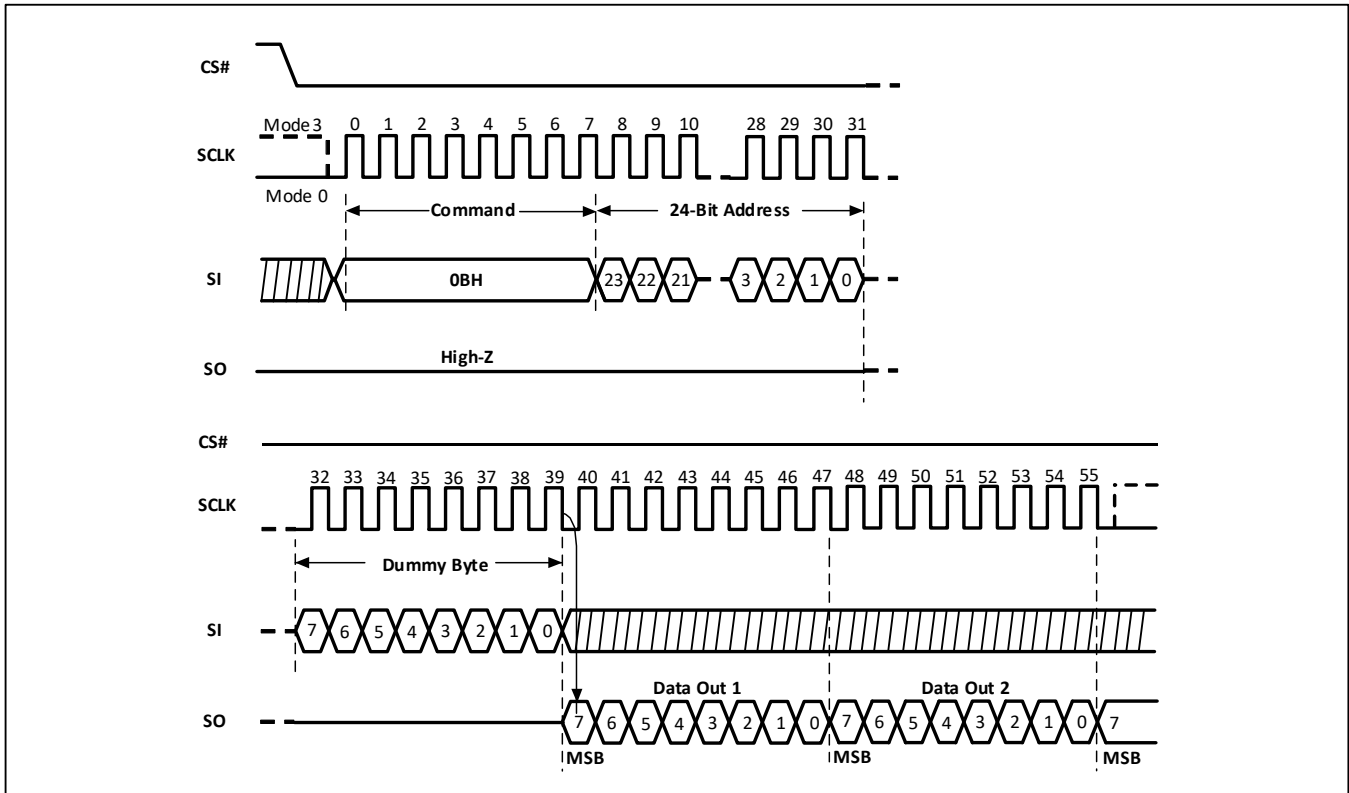 CS#
Mode 3 0 1 2 3 4 5 6 7 8 9 10 28 29 30 31
SCLK
Mode 0
Command 24-Bit Address
SI 0BH 23 22 21 3 2 1 0
High-Z
SO
CS#
32 33 34 35 36 37 38 39 40 41 42 43 44 45 46 47 48 49 50 51 52 53 54 55
SCLK
Dummy Byte
SI 7 6 5 4 3 2 1 0
Data Out 1 Data Out 2
SO 7 6 5 4 3 2 1 0 7 6 5 4 3 2 1 0 7
MSB MSB MSB